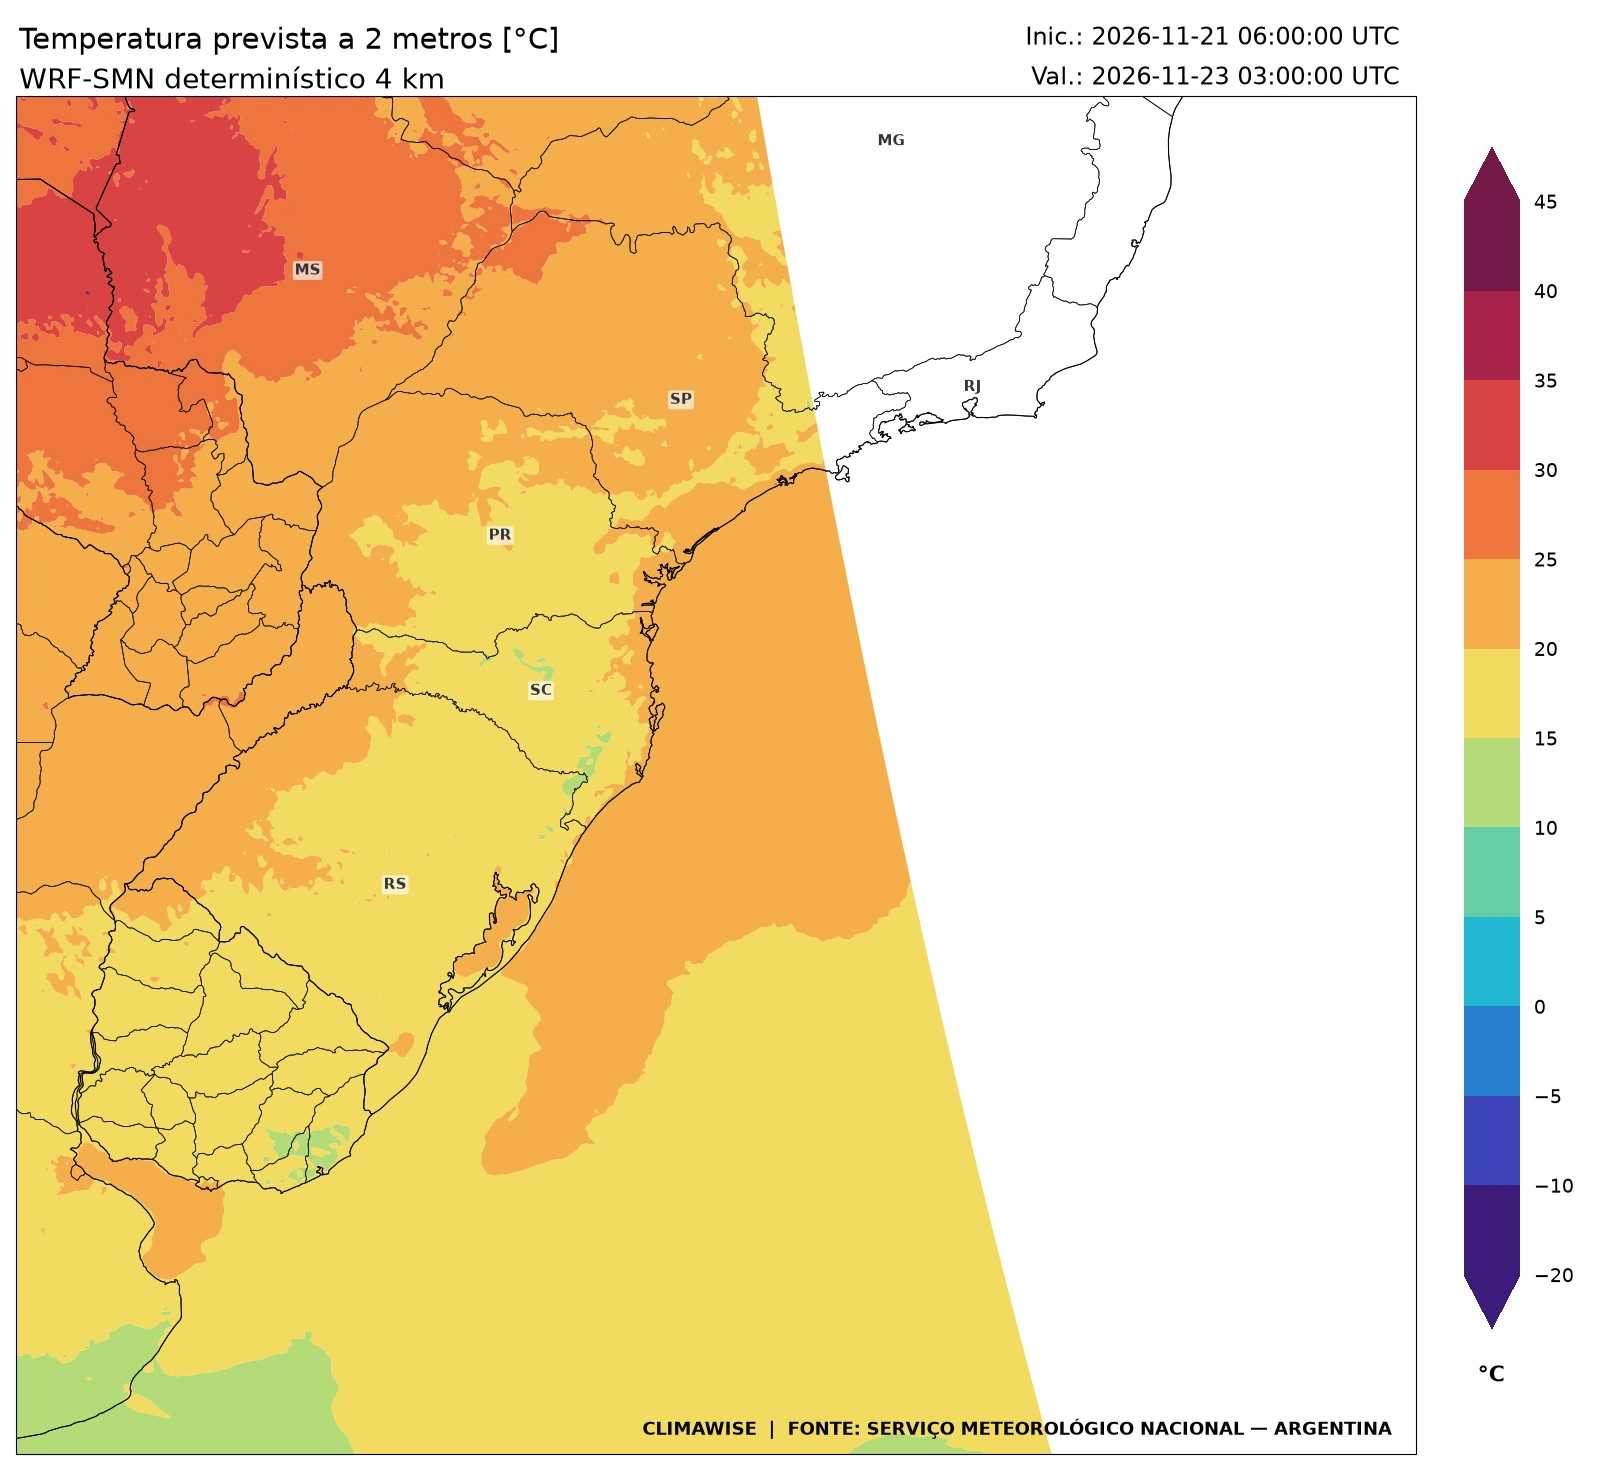 Temperatura prevista a 2 metros [°C]
WRF-SMN determinístico 4 km
Inic.: 2026-11-21 06:00:00 UTC
Val.: 2026-11-23 03:00:00 UTC
MG
MS
RJ
SP
PR
SC
RS
45
40
35
30
25
20
15
10
5
0
−5
−10
−20
°C
CLIMAWISE | FONTE: SERVIÇO METEOROLÓGICO NACIONAL — ARGENTINA